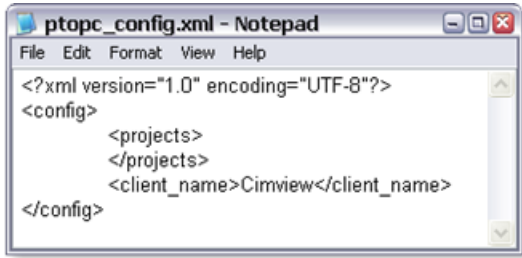 ptopc_config.xml - Notepad
File Edit Format View Help
<?xml version="1.0" encoding="UTF-8"?>
<config>
<projects>
</projects>
<client_name>Cimview</client_name>
</config>